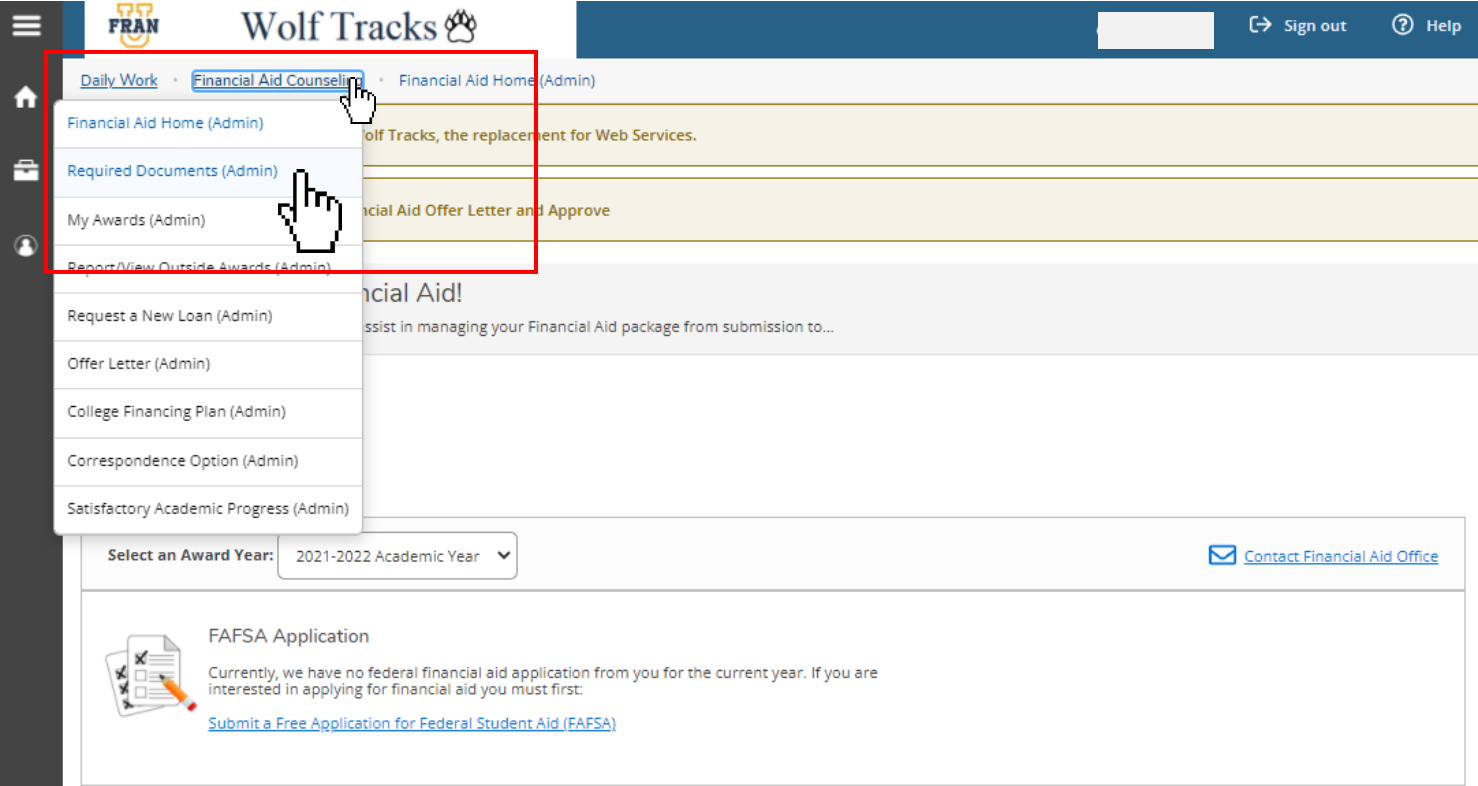 U
FRAN
Wolf Tracks
Sign out
Help
Daily Work • Financial Aid Counseling • Financial Aid Home (Admin)
Financial Aid Home (Admin)
olf Tracks, the replacement for Web Services.
Required Documents (Admin)
My Awards (Admin)
ncial Aid Offer Letter and Approve
Report/View Outside Awards (Admin)
ncial Aid!
Request a New Loan (Admin)
ssist in managing your Financial Aid package from submission to...
Offer Letter (Admin)
College Financing Plan (Admin)
Correspondence Option (Admin)
Satisfactory Academic Progress (Admin)
Select an Award Year: 2021-2022 Academic Year
Contact Financial Aid Office
FAFSA Application
Currently, we have no federal financial aid application from you for the current year. If you are
interested in applying for financial aid you must first:
Submit a Free Application for Federal Student Aid (FAFSA)